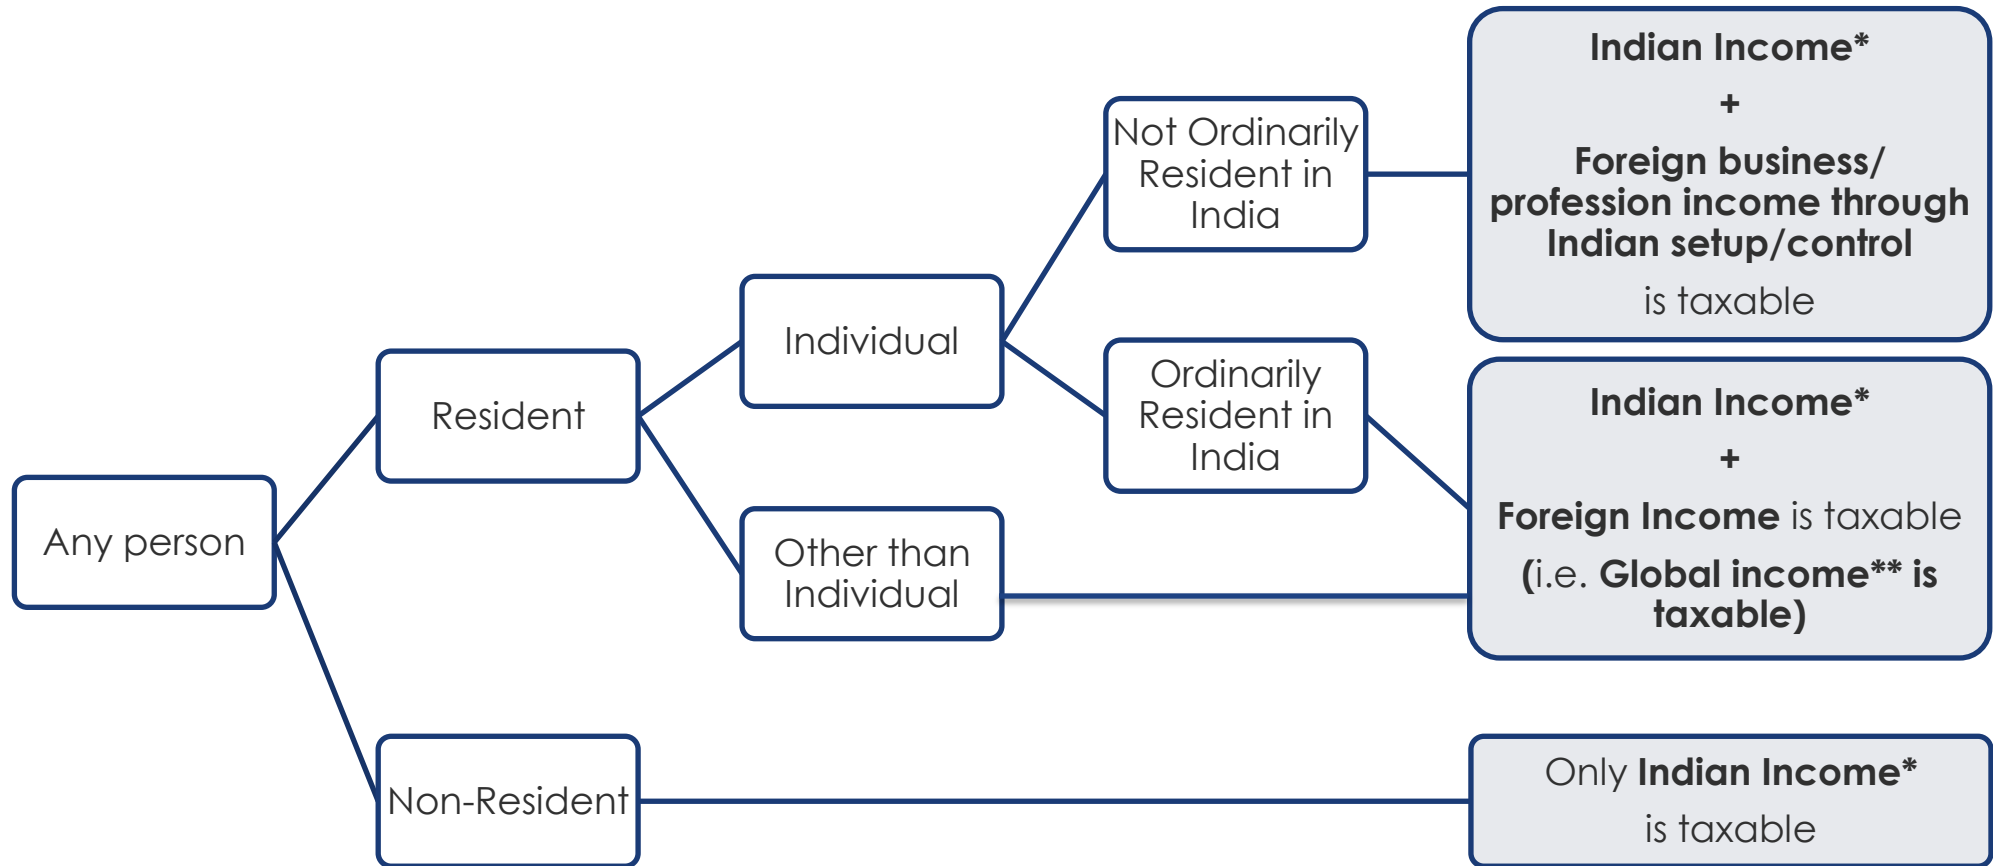 Any person
Resident
Non-Resident
Individual
Other than
Individual
Not Ordinarily
Resident in
India
Ordinarily
Resident in
India
Indian Income*
+
Foreign business/
profession income through
Indian setup/control
is taxable
Indian Income*
+
Foreign Income is taxable
(i.e. Global income** is
taxable)
Only Indian Income*
is taxable